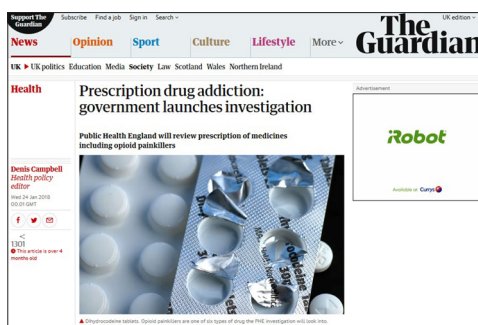 Support The
Guardian
Subscribe Find a job Sign in Search
UK edition
The
Guardian
News Opinion Sport Culture Lifestyle More
UK UK politics Education Media Society Law Scotland Wales Northern Ireland
Health
Prescription drug addiction:
government launches investigation
Public Health England will review prescription of medicines
including opioid painkillers
Denis Campbell
Health policy
editor
Wed 24 Jan 2018
00.01 GMT
1301
This article is over 4
months old
Advertisement
iRobot
Available at Currys
Dihydrocodeine tablets. Opioid painkillers are one of six types of drug the PHE investigation will look into.